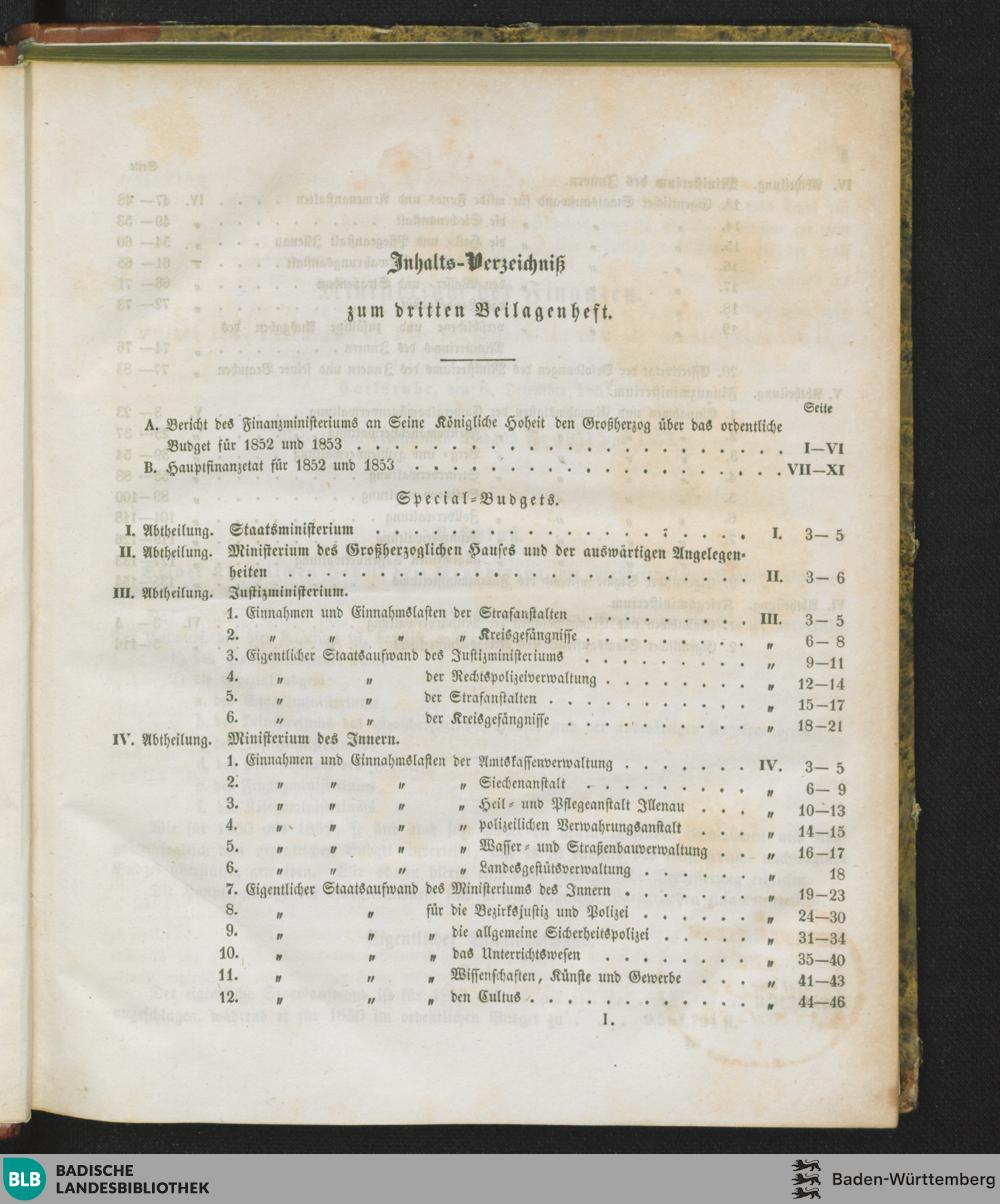 Inhalts-Verzeichniß
zum dritten Beilagenheft.
Seite
A. Bericht des Finanzministeriums an Seine Königliche Hoheit den Großherzog über das ordentliche
Budget für 1852 und 1853 . . . . . . . . . . . . . . . . . . . . . I—VI
B. Hauptfinanzetat für 1852 und 1853 . . . . . . . . . . . . . . . . . . VII—XI
Special-Budgets.
I. Abtheilung. Staatsministerium . . . . . . . . . . . . . . . . . . I. 3— 5
II. Abtheilung. Ministerium des Großherzoglichen Hauses und der auswärtigen Angelegen-
heiten . . . . . . . . . . . . . . . . . . . . . . II. 3— 6
III. Abtheilung. Justizministerium.
1. Einnahmen und Einnahmslasten der Strafanstalten . . . . . . . . . III. 3— 5
2. „ „ „ „ Kreisgefängnisse . . . . . . . . „ 6— 8
3. Eigentlicher Staatsaufwand des Justizministeriums . . . . . . . . „ 9—11
4. „ „ der Rechtspolizeiverwaltung . . . . . . . „ 12—14
5. „ „ der Strafanstalten . . . . . . . . . . „ 15—17
6. „ „ der Kreisgefängnisse . . . . . . . . . „ 18—21
IV. Abtheilung. Ministerium des Innern.
1. Einnahmen und Einnahmslasten der Amtskassenverwaltung . . . . . . . IV. 3— 5
2. „ „ „ „ Siechenanstalt . . . . . . . . „ 6— 9
3. „ „ „ „ Heil- und Pflegeanstalt Illenau . . . „ 10—13
4. „ „ „ „ polizeilichen Verwahrungsanstalt . . . „ 14—15
5. „ „ „ „ Wasser- und Straßenbauverwaltung . . „ 16—17
6. „ „ „ „ Landesgestütsverwaltung . . . . . . „ 18
7. Eigentlicher Staatsaufwand des Ministeriums des Innern . . . . . . . „ 19—23
8. „ „ für die Bezirksjustiz und Polizei . . . . . . „ 24—30
9. „ „ „ die allgemeine Sicherheitspolizei . . . . . „ 31—34
10. „ „ „ das Unterrichtswesen . . . . . . . . „ 35—40
11. „ „ „ Wissenschaften, Künste und Gewerbe . . . . „ 41—43
12. „ „ „ den Cultus . . . . . . . . . . . . „ 44—46
I.
BLB BADISCHE
LANDESBIBLIOTHEK
Baden-Württemberg